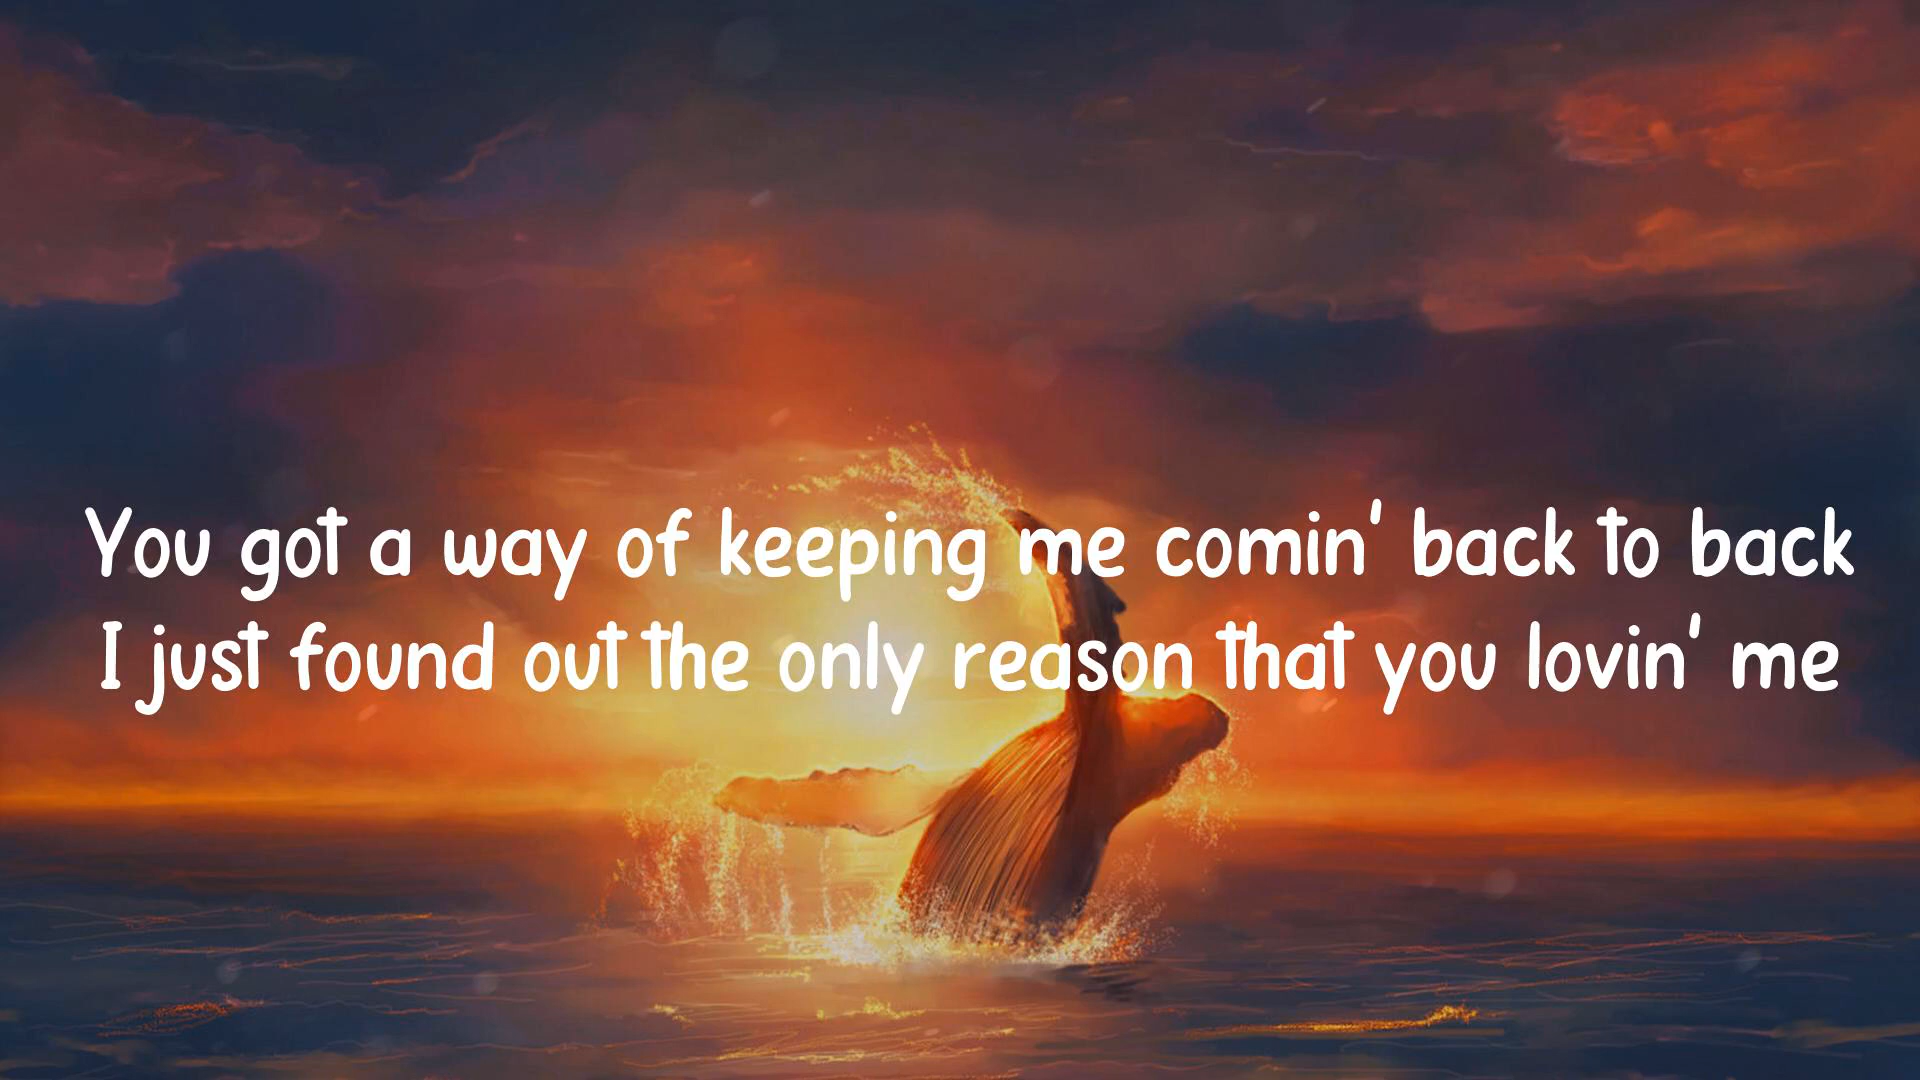 You got a way of keeping me comin' back to back
I just found out the only reason that you lovin' me